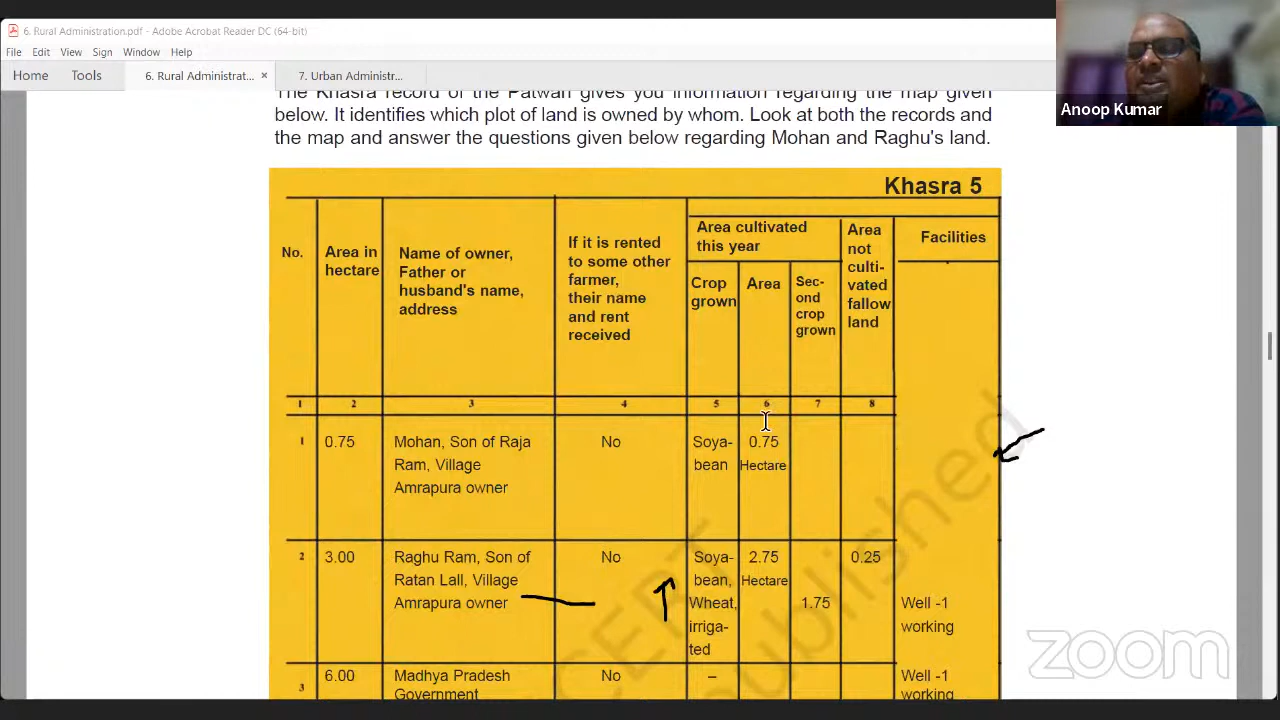 6. Rural Administration.pdf - Adobe Acrobat Reader DC (64-bit)
File Edit View Sign Window Help
Home Tools 6. Rural Administrat... × 7. Urban Administr...
Anoop Kumar
The Khasra record of the Patwari gives you information regarding the map given
below. It identifies which plot of land is owned by whom. Look at both the records and
the map and answer the questions given below regarding Mohan and Raghu's land.
Khasra 5
No.
Area in
hectare
Name of owner,
Father or
husband's name,
address
If it is rented
to some other
farmer,
their name
and rent
received
Area cultivated
this year
Crop
grown
Area
Sec-
ond
crop
grown
Area
not
culti-
vated
fallow
land
Facilities
1 2 3 4 5 6 7 8
1
0.75
Mohan, Son of Raja
Ram, Village
Amrapura owner
No
Soya-
bean
0.75
Hectare
2
3.00
Raghu Ram, Son of
Ratan Lall, Village
Amrapura owner
No
Soya-
bean,
Wheat,
irriga-
ted
2.75
Hectare
1.75
0.25
Well -1
working
3
6.00
Madhya Pradesh
Government
No
–
Well -1
working
CERT
published
zoom